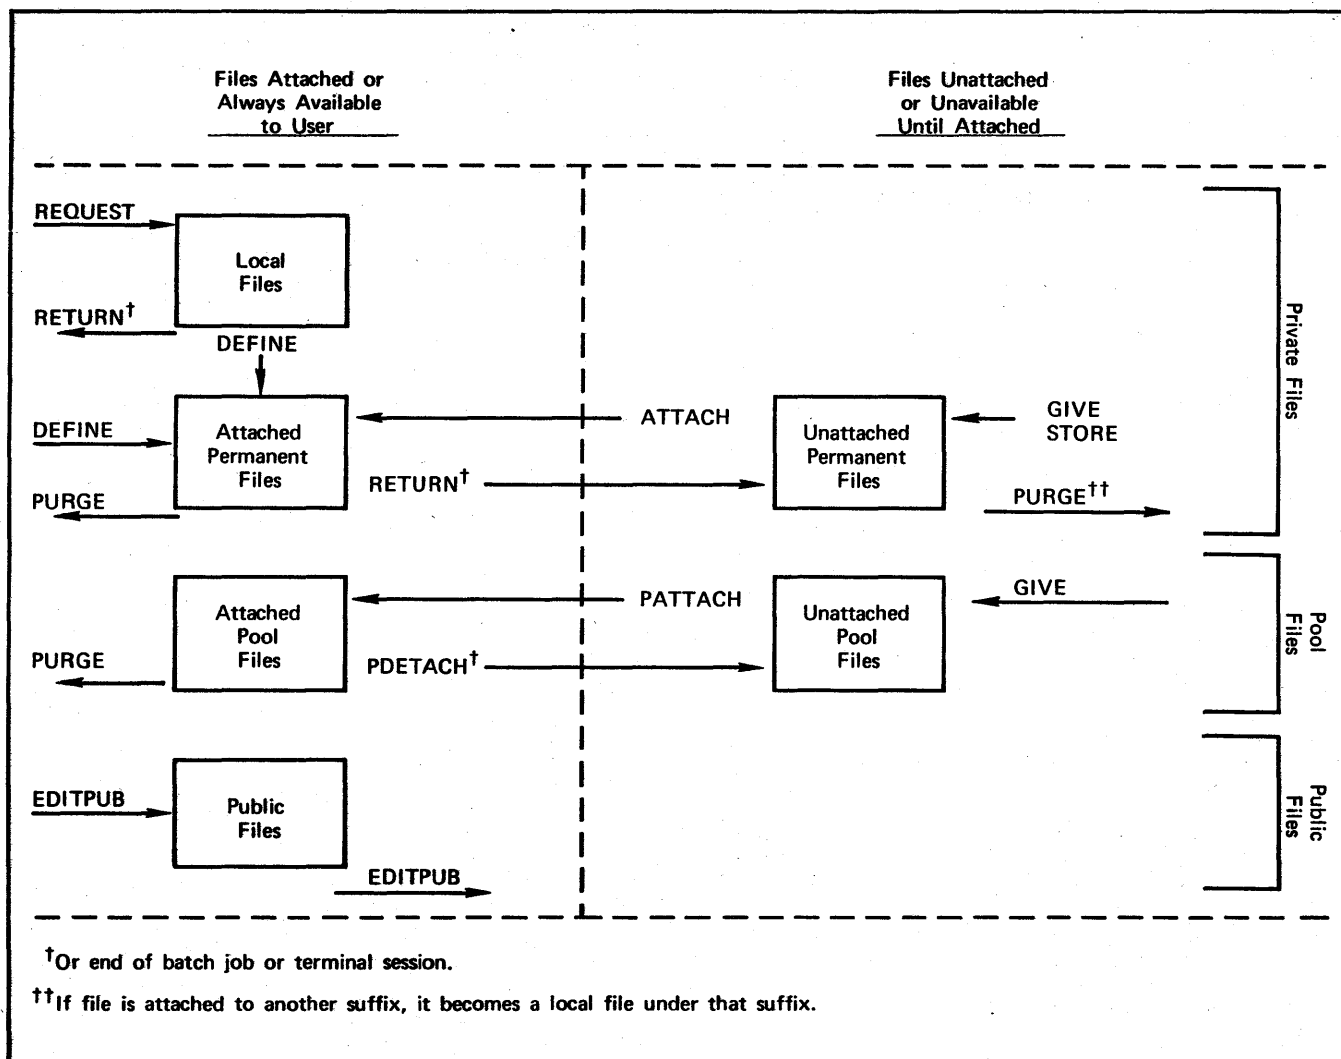 Files Attached or
Always Available
to User
Files Unattached
or Unavailable
Until Attached
REQUEST
Local
Files
RETURN†
DEFINE
DEFINE
Attached
Permanent
Files
PURGE
ATTACH
RETURN†
Unattached
Permanent
Files
GIVE
STORE
PURGE††
Private Files
Attached
Pool
Files
PURGE
PATTACH
PDETACH†
Unattached
Pool
Files
GIVE
Pool
Files
EDITPUB
Public
Files
EDITPUB
Public
Files
†Or end of batch job or terminal session.
††If file is attached to another suffix, it becomes a local file under that suffix.